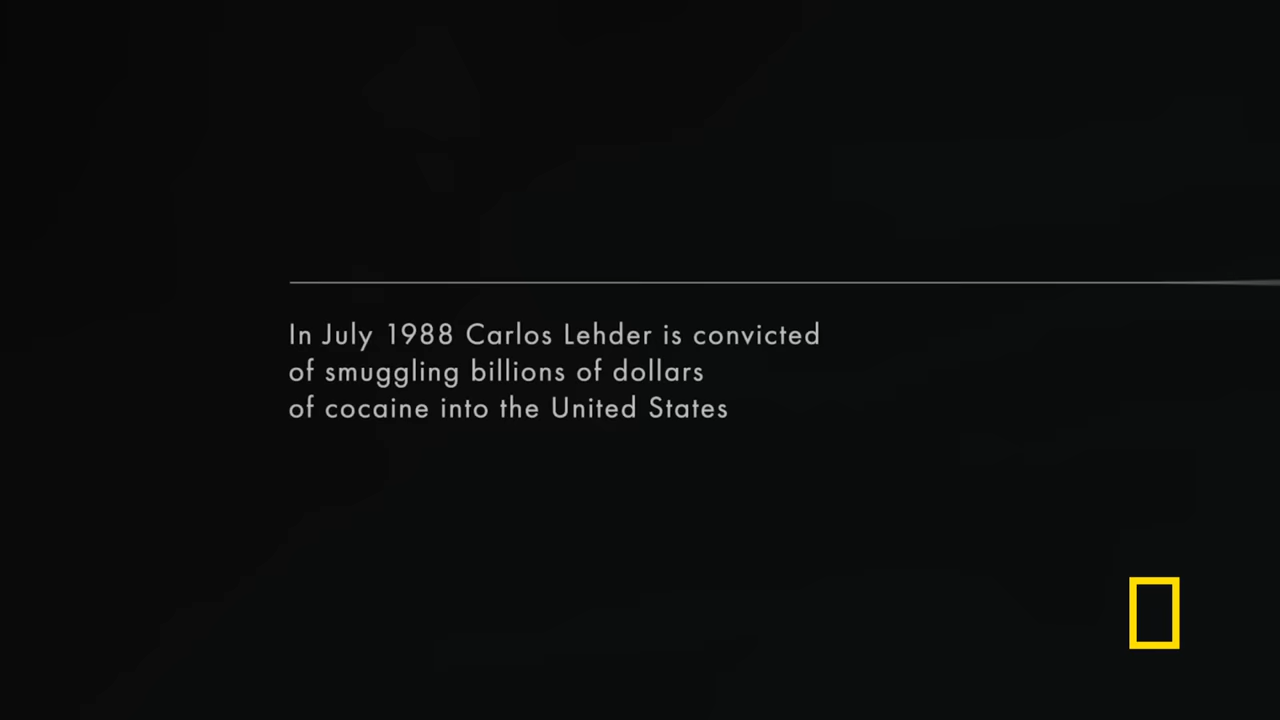 In July 1988 Carlos Lehder is convicted
of smuggling billions of dollars
of cocaine into the United States